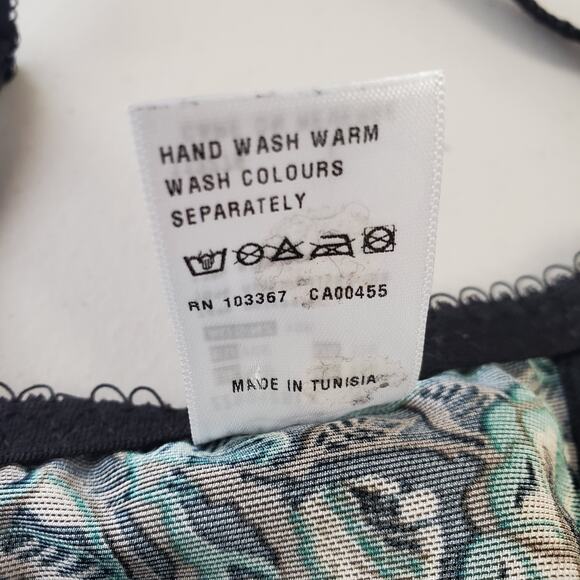 HAND WASH WARM
WASH COLOURS
SEPARATELY
RN 103367 CA00455
MADE IN TUNISIA